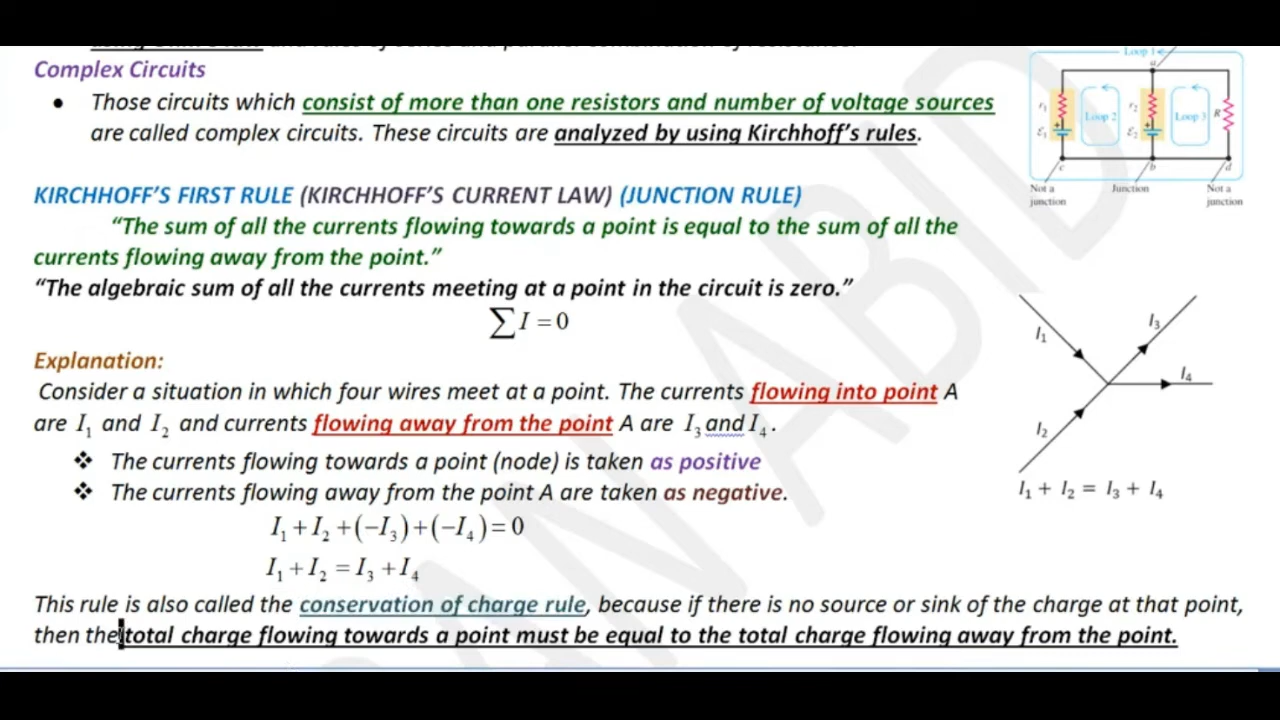 Complex Circuits
• Those circuits which consist of more than one resistors and number of voltage sources
are called complex circuits. These circuits are analyzed by using Kirchhoff's rules.
Loop 1
a
r₁
ℰ₁
+
Loop 2
r₂
ℰ₂
+
Loop 3
R
c
b
d
Not a
junction
Junction
Not a
junction
KIRCHHOFF'S FIRST RULE (KIRCHHOFF'S CURRENT LAW) (JUNCTION RULE)
"The sum of all the currents flowing towards a point is equal to the sum of all the
currents flowing away from the point."
"The algebraic sum of all the currents meeting at a point in the circuit is zero."
∑I = 0
Explanation:
Consider a situation in which four wires meet at a point. The currents flowing into point A
are I₁ and I₂ and currents flowing away from the point A are I₃ and I₄.
❖ The currents flowing towards a point (node) is taken as positive
❖ The currents flowing away from the point A are taken as negative.
I₁ + I₂ + (−I₃) + (−I₄) = 0
I₁ + I₂ = I₃ + I₄
I₁
I₃
I₄
I₂
I₁ + I₂ = I₃ + I₄
This rule is also called the conservation of charge rule, because if there is no source or sink of the charge at that point,
then the total charge flowing towards a point must be equal to the total charge flowing away from the point.